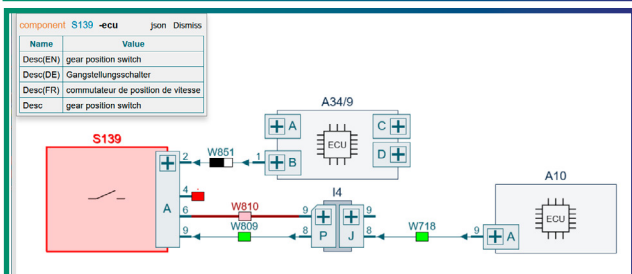 component S139 -ecu json Dismiss
Name Value
Desc(EN) gear position switch
Desc(DE) Gangstellungsschalter
Desc(FR) commutateur de position de vitesse
Desc gear position switch
A34/9
A C
ECU
B D
S139
W851
2 1
A10
4
I4
A
W810
6 9 9
ECU
W809
W718
9 8 P J 8 9 A